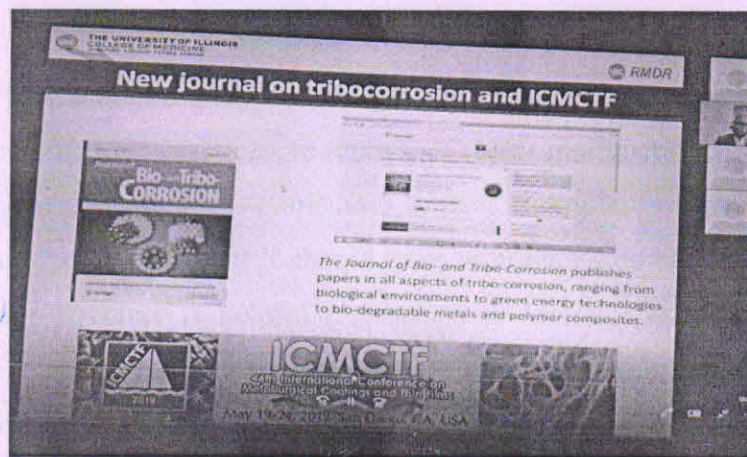 THE UNIVERSITY OF ILLINOIS
COLLEGE OF MEDICINE
RMDR
New journal on tribocorrosion and ICMCTF
Bio- and Tribo-
CORROSION
The Journal of Bio- and Tribo-Corrosion publishes
papers in all aspects of tribo-corrosion, ranging from
biological environments to green energy technologies
to bio-degradable metals and polymer composites.
ICMCTF
2019
ICMCTF
46th International Conference on
Metallurgical Coatings and Thin Films
May 19-24, 2019, San Diego, CA, USA